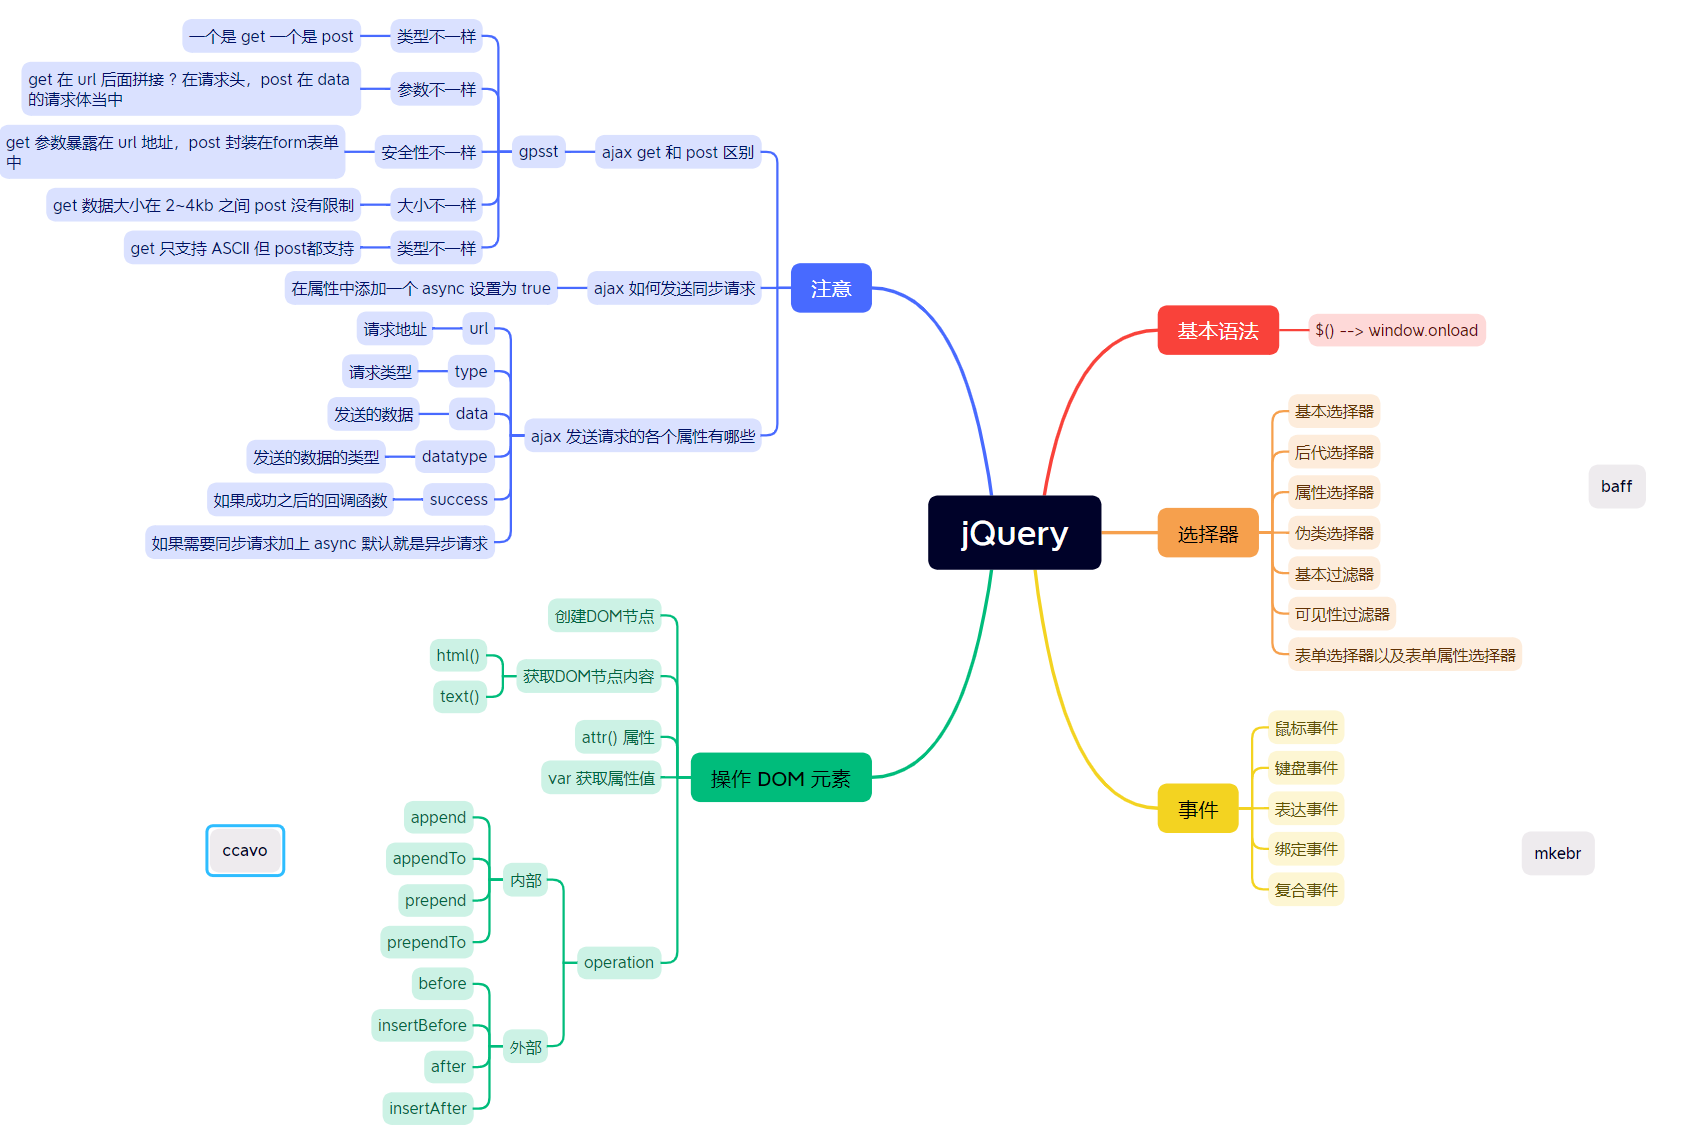 jQuery
基本语法
$() --> window.onload
选择器
基本选择器
后代选择器
属性选择器
伪类选择器
基本过滤器
可见性过滤器
表单选择器以及表单属性选择器
baff
事件
鼠标事件
键盘事件
表达事件
绑定事件
复合事件
mkebr
注意
ajax get 和 post 区别
gpsst
类型不一样
一个是 get 一个是 post
参数不一样
get 在 url 后面拼接 ? 在请求头，post 在 data
的请求体当中
安全性不一样
get 参数暴露在 url 地址，post 封装在form表单
中
大小不一样
get 数据大小在 2~4kb 之间 post 没有限制
类型不一样
get 只支持 ASCII 但 post都支持
ajax 如何发送同步请求
在属性中添加一个 async 设置为 true
ajax 发送请求的各个属性有哪些
url
请求地址
type
请求类型
data
发送的数据
datatype
发送的数据的类型
success
如果成功之后的回调函数
如果需要同步请求加上 async 默认就是异步请求
操作 DOM 元素
创建DOM节点
获取DOM节点内容
html()
text()
attr() 属性
var 获取属性值
operation
内部
append
appendTo
prepend
prependTo
外部
before
insertBefore
after
insertAfter
ccavo